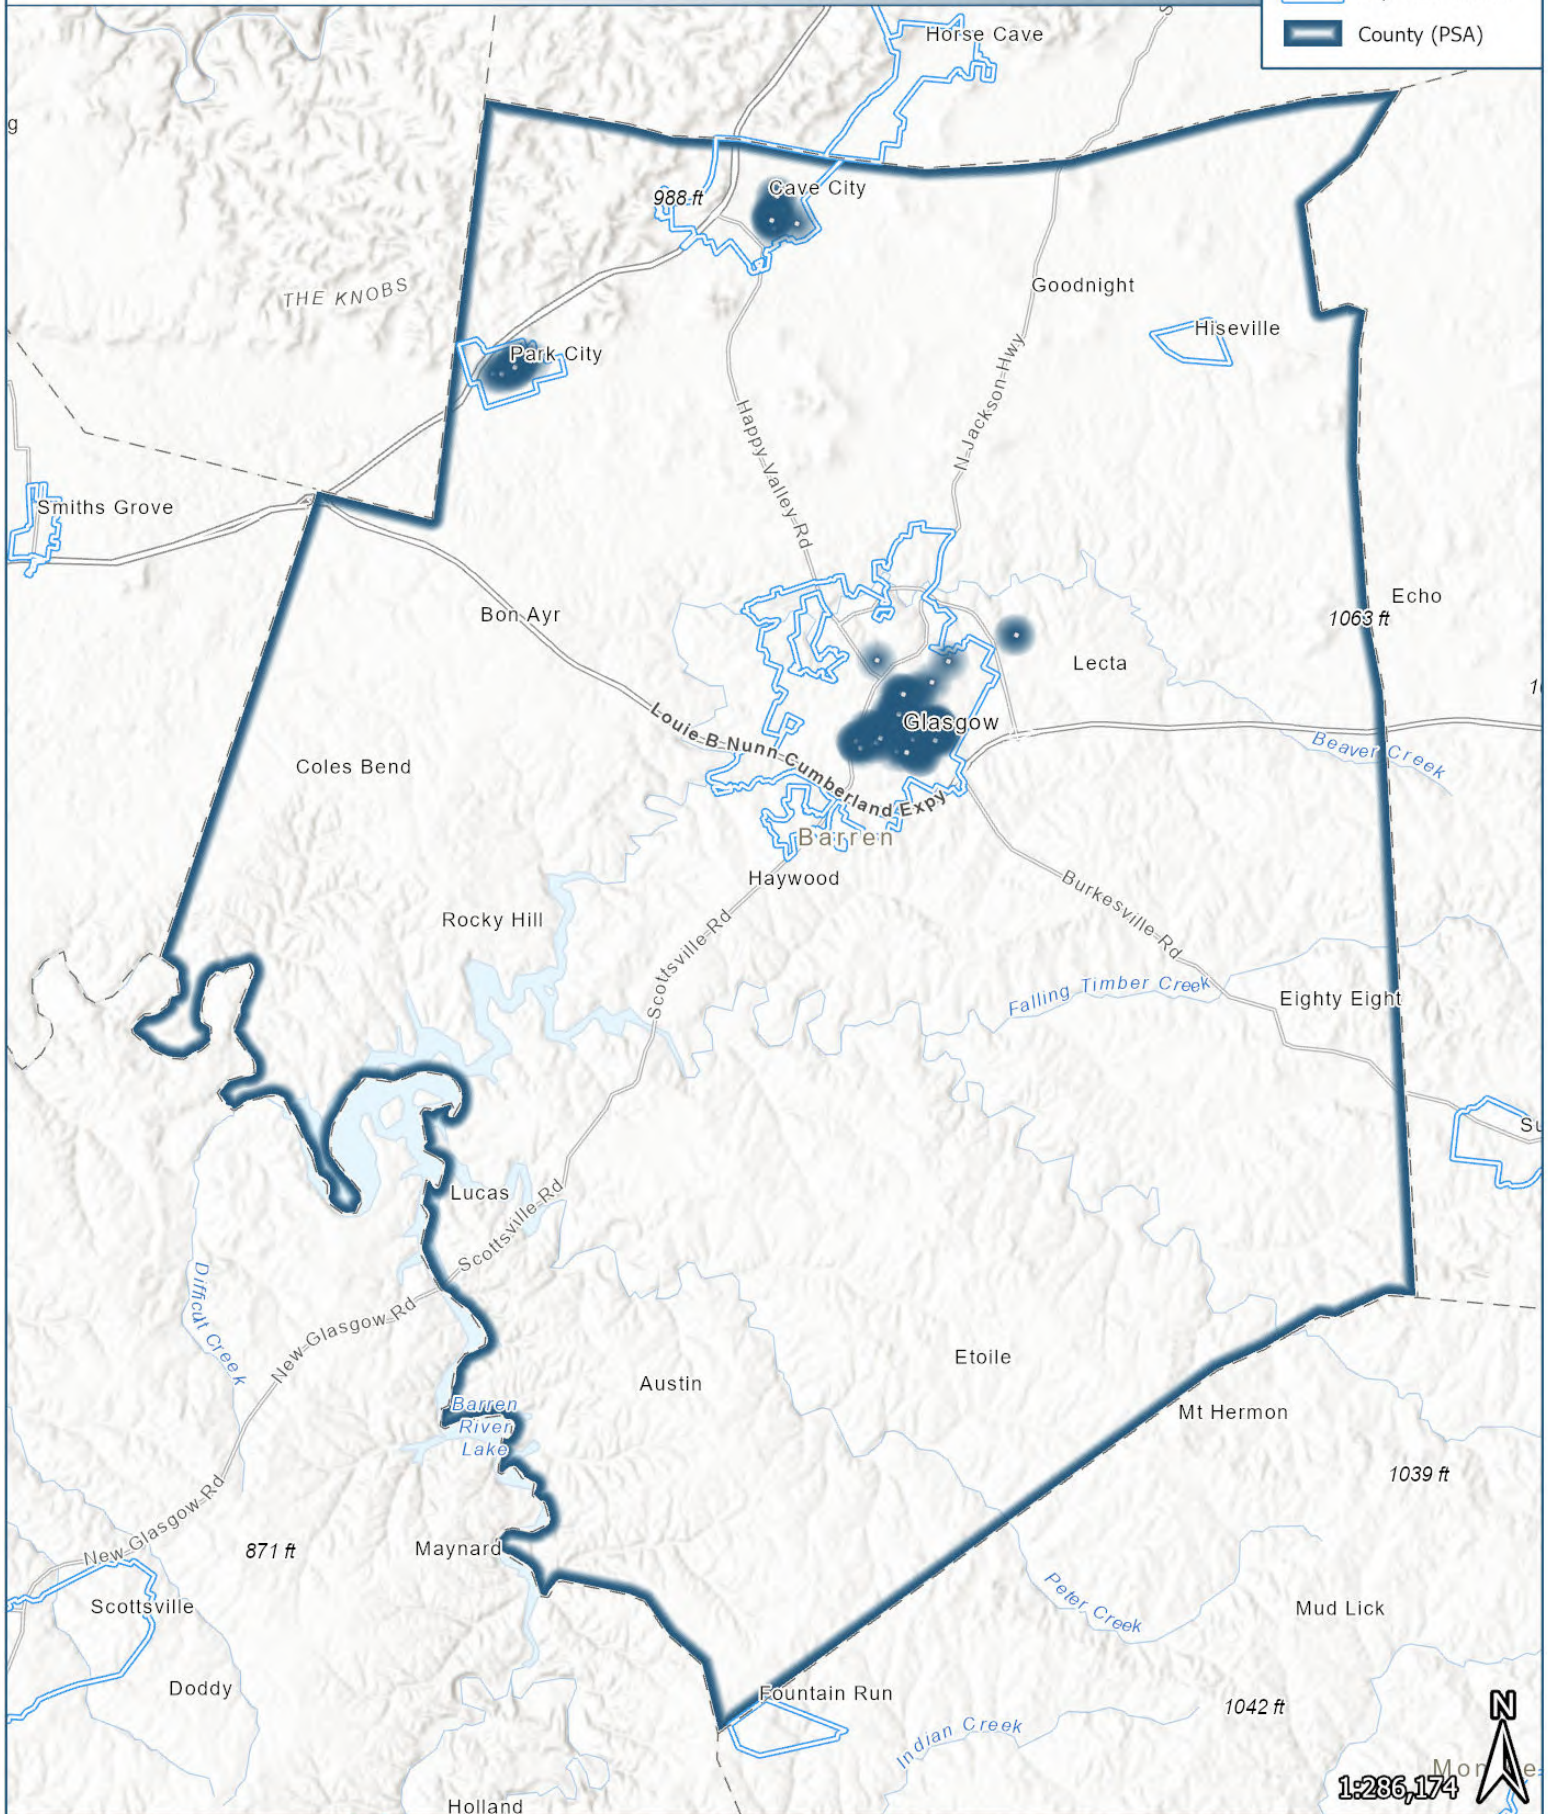 Horse Cave
County (PSA)
g
988 ft
Cave City
THE KNOBS
Goodnight
Hiseville
Park City
Happy Valley Rd
N Jackson Hwy
Smiths Grove
Bon Ayr
Echo
1063 ft
Lecta
Glasgow
Louie B Nunn Cumberland Expy
Beaver Creek
Coles Bend
Barren
Haywood
Burkesville Rd
Rocky Hill
Scottsville Rd
Falling Timber Creek
Eighty Eight
Su
Lucas
Scottsville Rd
Difficult Creek
New Glasgow Rd
Etoile
Austin
Barren
River
Lake
Mt Hermon
1039 ft
New Glasgow Rd
871 ft
Maynard
Peter Creek
Scottsville
Mud Lick
Doddy
Fountain Run
1042 ft
Indian Creek
N
Mon e
1:286,174
Holland